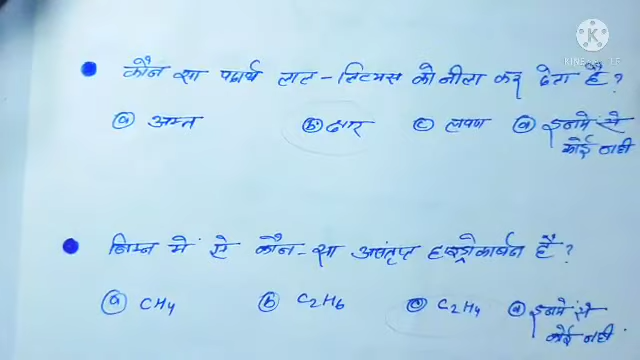 कौन सा पदार्थ लाल-लिटमस को नीला कर देता है?
(a) अम्ल (b) क्षार (c) लवण (d) इनमे से
कोई नही
निम्न में से कौन-सा असंतृप्त हाइड्रोकार्बन है?
(a) CH4 (b) C2H6 (c) C2H4 (d) इनमे से
कोई नही